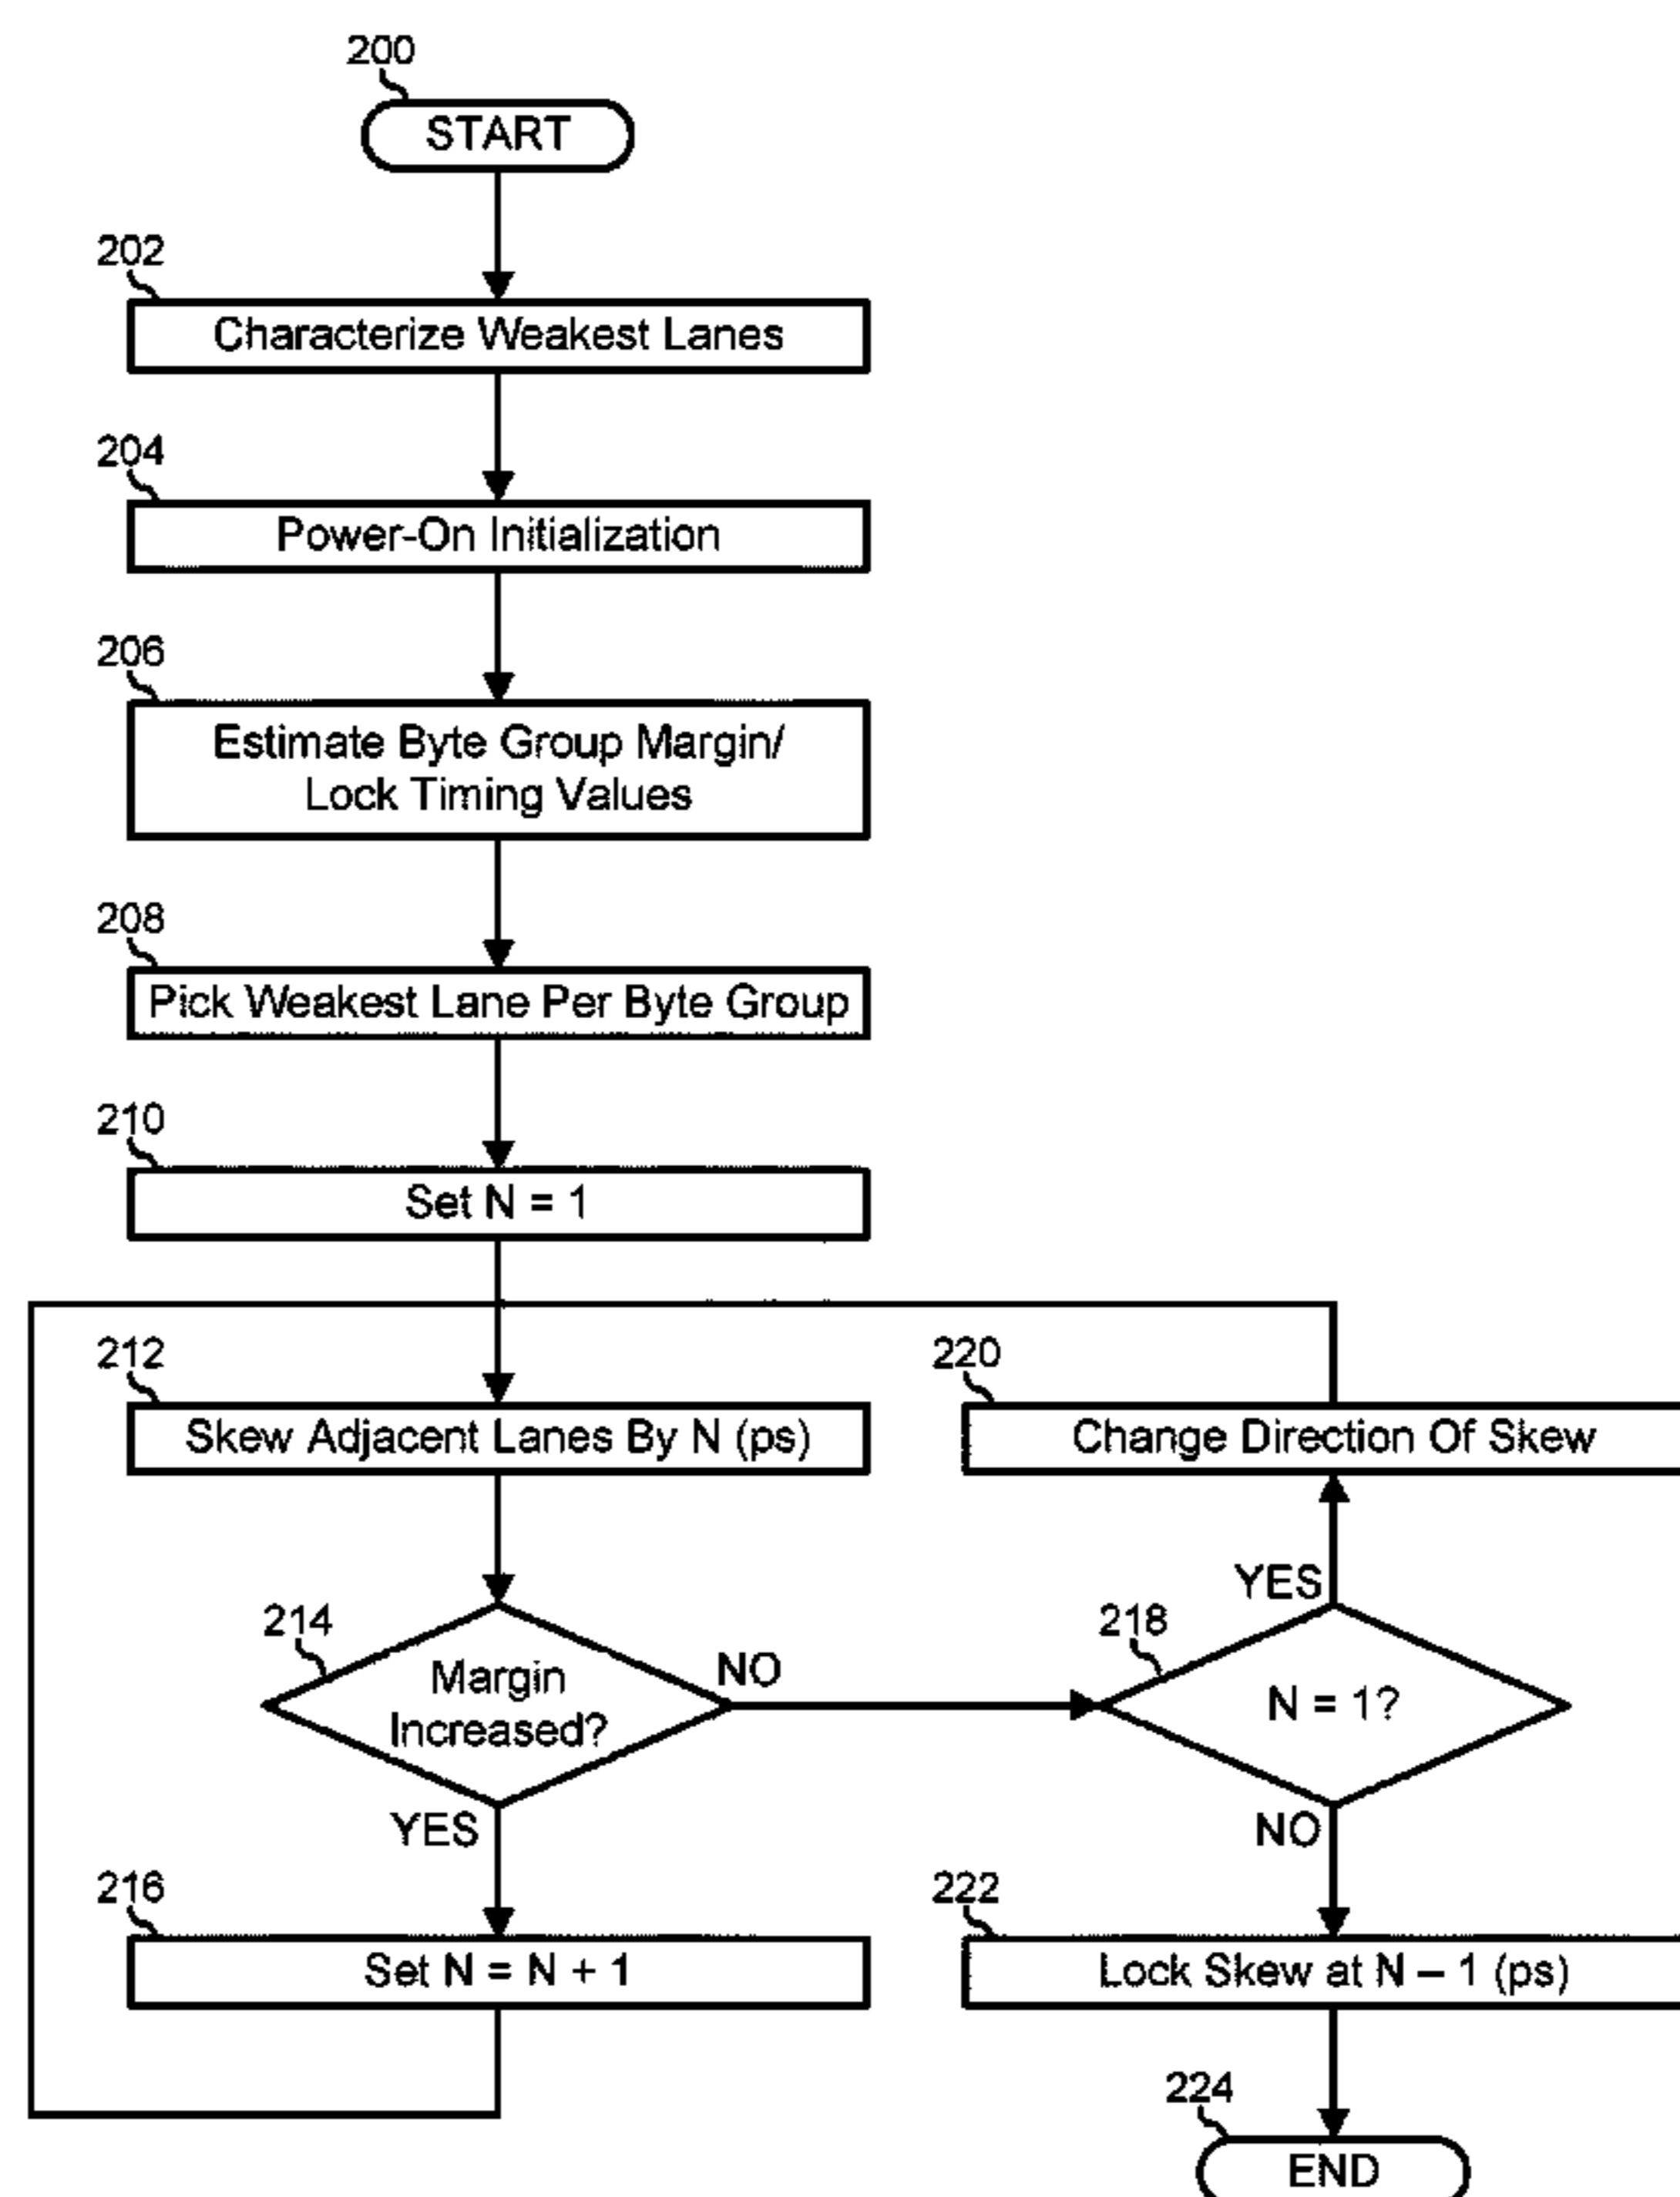 200
START
202
Characterize Weakest Lanes
204
Power-On Initialization
206
Estimate Byte Group Margin/
Lock Timing Values
208
Pick Weakest Lane Per Byte Group
210
Set N = 1
212
Skew Adjacent Lanes By N (ps)
220
Change Direction Of Skew
214
Margin
Increased?
NO
YES
218
N = 1?
YES
NO
216
Set N = N + 1
222
Lock Skew at N – 1 (ps)
224
END